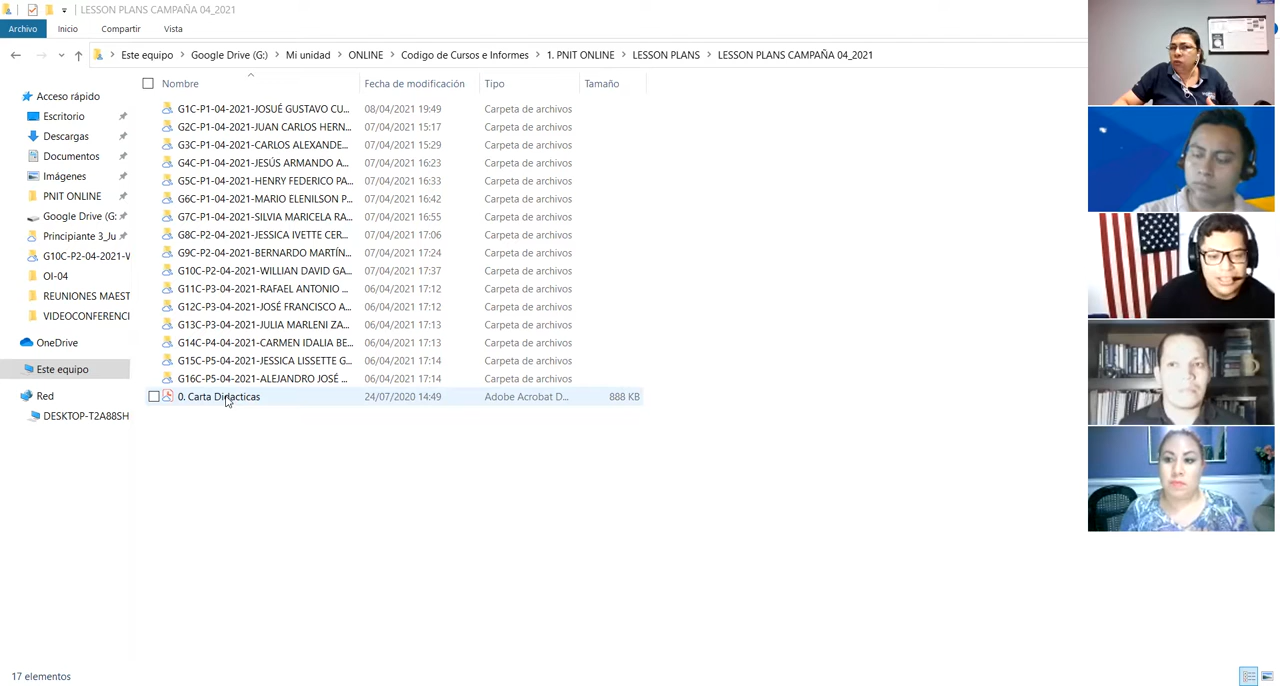 LESSON PLANS CAMPAÑA 04_2021
Archivo Inicio Compartir Vista
Este equipo Google Drive (G:) Mi unidad ONLINE Codigo de Cursos e Informes 1. PNIT ONLINE LESSON PLANS LESSON PLANS CAMPAÑA 04_2021
Nombre Fecha de modificación Tipo Tamaño
Acceso rápido
Escritorio
Descargas
Documentos
Imágenes
PNIT ONLINE
Google Drive (G:
Principiante 3_Ju
G10C-P2-04-2021-W
OI-04
REUNIONES MAEST
VIDEOCONFERENCI
OneDrive
Este equipo
Red
DESKTOP-T2A88SH
G1C-P1-04-2021-JOSUÉ GUSTAVO CU... 08/04/2021 19:49 Carpeta de archivos
G2C-P1-04-2021-JUAN CARLOS HERN... 07/04/2021 15:17 Carpeta de archivos
G3C-P1-04-2021-CARLOS ALEXANDE... 07/04/2021 15:29 Carpeta de archivos
G4C-P1-04-2021-JESÚS ARMANDO A... 07/04/2021 16:23 Carpeta de archivos
G5C-P1-04-2021-HENRY FEDERICO PA... 07/04/2021 16:33 Carpeta de archivos
G6C-P1-04-2021-MARIO ELENILSON P... 07/04/2021 16:42 Carpeta de archivos
G7C-P1-04-2021-SILVIA MARICELA RA... 07/04/2021 16:55 Carpeta de archivos
G8C-P2-04-2021-JESSICA IVETTE CER... 07/04/2021 17:06 Carpeta de archivos
G9C-P2-04-2021-BERNARDO MARTÍN... 07/04/2021 17:24 Carpeta de archivos
G10C-P2-04-2021-WILLIAN DAVID GA... 07/04/2021 17:37 Carpeta de archivos
G11C-P3-04-2021-RAFAEL ANTONIO ... 06/04/2021 17:12 Carpeta de archivos
G12C-P3-04-2021-JOSÉ FRANCISCO A... 06/04/2021 17:12 Carpeta de archivos
G13C-P3-04-2021-JULIA MARLENI ZA... 06/04/2021 17:13 Carpeta de archivos
G14C-P4-04-2021-CARMEN IDALIA BE... 06/04/2021 17:13 Carpeta de archivos
G15C-P5-04-2021-JESSICA LISSETTE G... 06/04/2021 17:14 Carpeta de archivos
G16C-P5-04-2021-ALEJANDRO JOSÉ ... 06/04/2021 17:14 Carpeta de archivos
0. Carta Didacticas 24/07/2020 14:49 Adobe Acrobat D... 888 KB
17 elementos